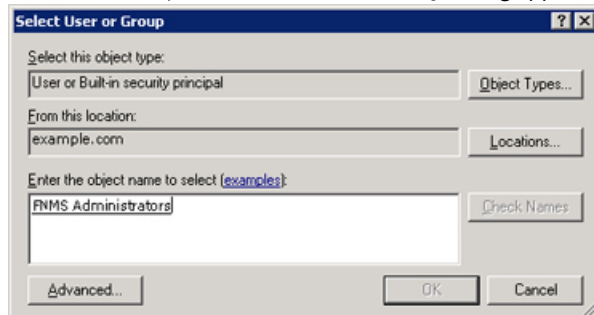 Select User or Group
? X
Select this object type:
User or Built-in security principal
Object Types...
From this location:
example.com
Locations...
Enter the object name to select (examples):
FNMS Administrators
Check Names
Advanced...
OK
Cancel